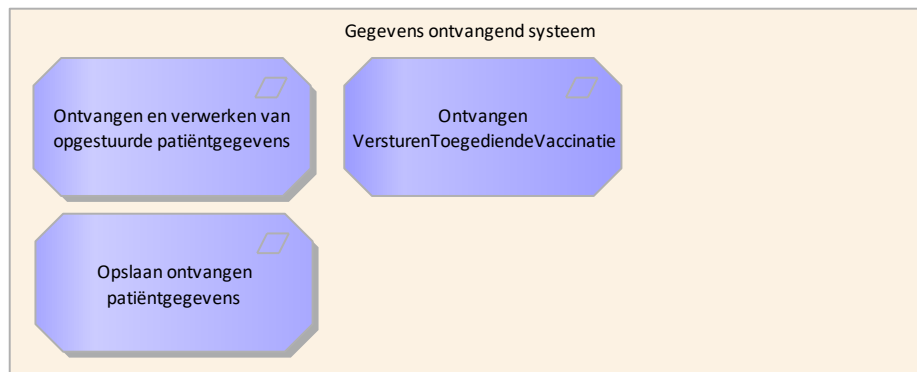 Gegevens ontvangend systeem
Ontvangen en verwerken van
opgestuurde patiëntgegevens
Ontvangen
VersturenToegediendeVaccinatie
Opslaan ontvangen
patiëntgegevens